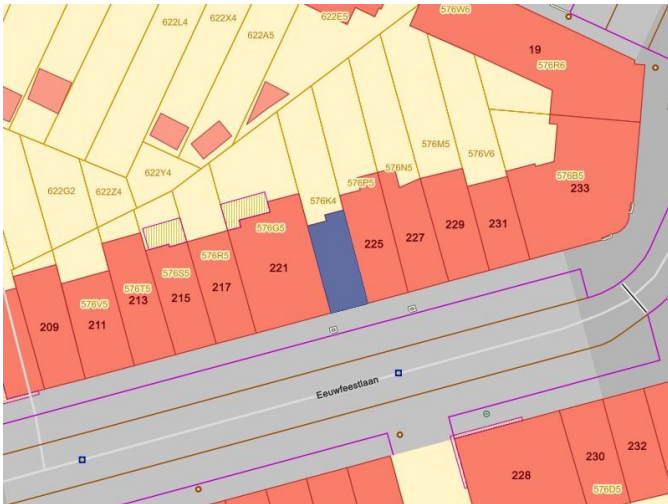 622E5
576W6
622X4
622L4
622A5
19
576R6
576M5
576V6
576N5
622Y4
576P5
576B5
233
622G2
622Z4
576K4
576G5
231
229
227
225
221
576R5
576S5
576T5
213
215
217
576V5
209
211
Eeuwfeestlaan
228
230
232
576D5